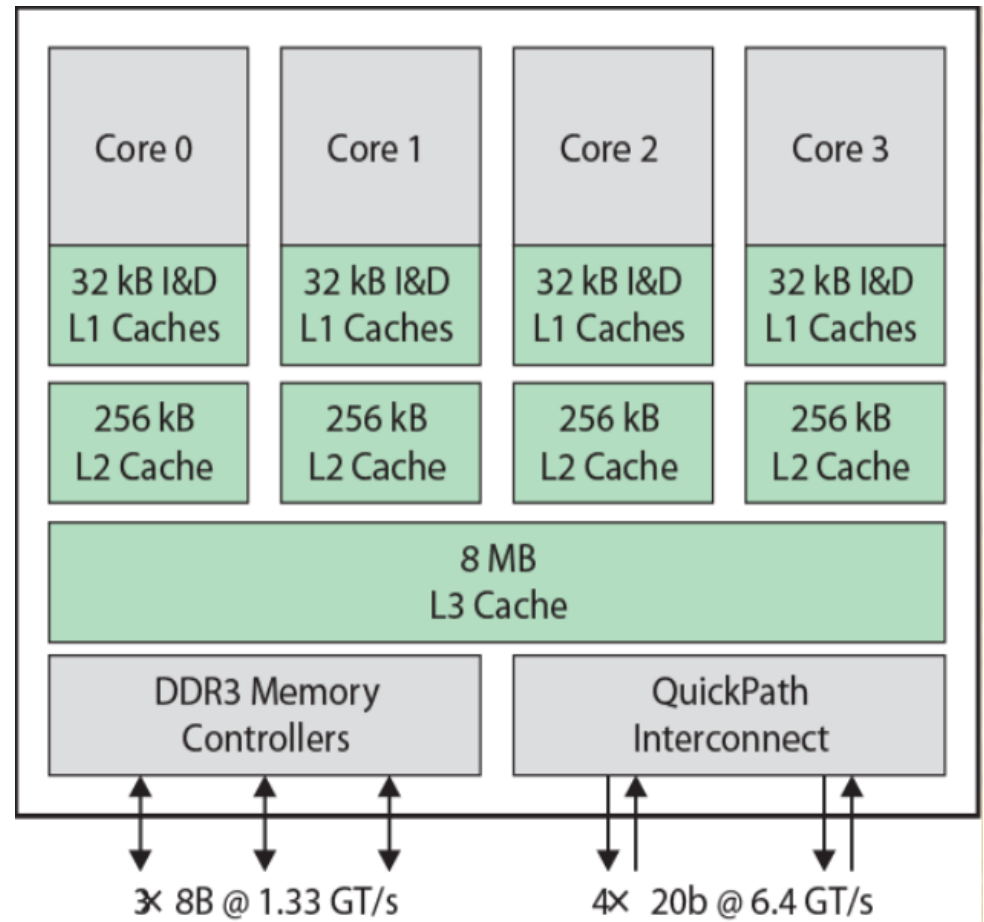 Core 0
Core 1
Core 2
Core 3
32 kB I&D
L1 Caches
32 kB I&D
L1 Caches
32 kB I&D
L1 Caches
32 kB I&D
L1 Caches
256 kB
L2 Cache
256 kB
L2 Cache
256 kB
L2 Cache
256 kB
L2 Cache
8 MB
L3 Cache
DDR3 Memory
Controllers
QuickPath
Interconnect
3× 8B @ 1.33 GT/s
4× 20b @ 6.4 GT/s